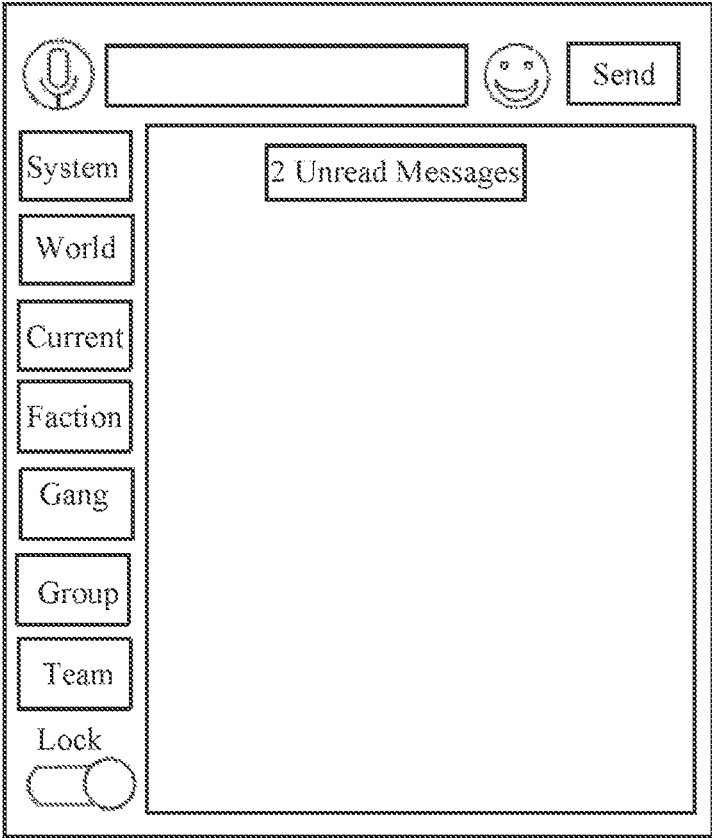 Send
System
2 Unread Messages
World
Current
Faction
Gang
Group
Team
Lock